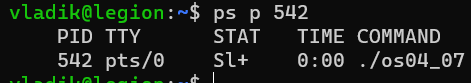 vladik@legion:~$ ps p 542
PID TTY STAT TIME COMMAND
542 pts/0 Sl+ 0:00 ./os04_07